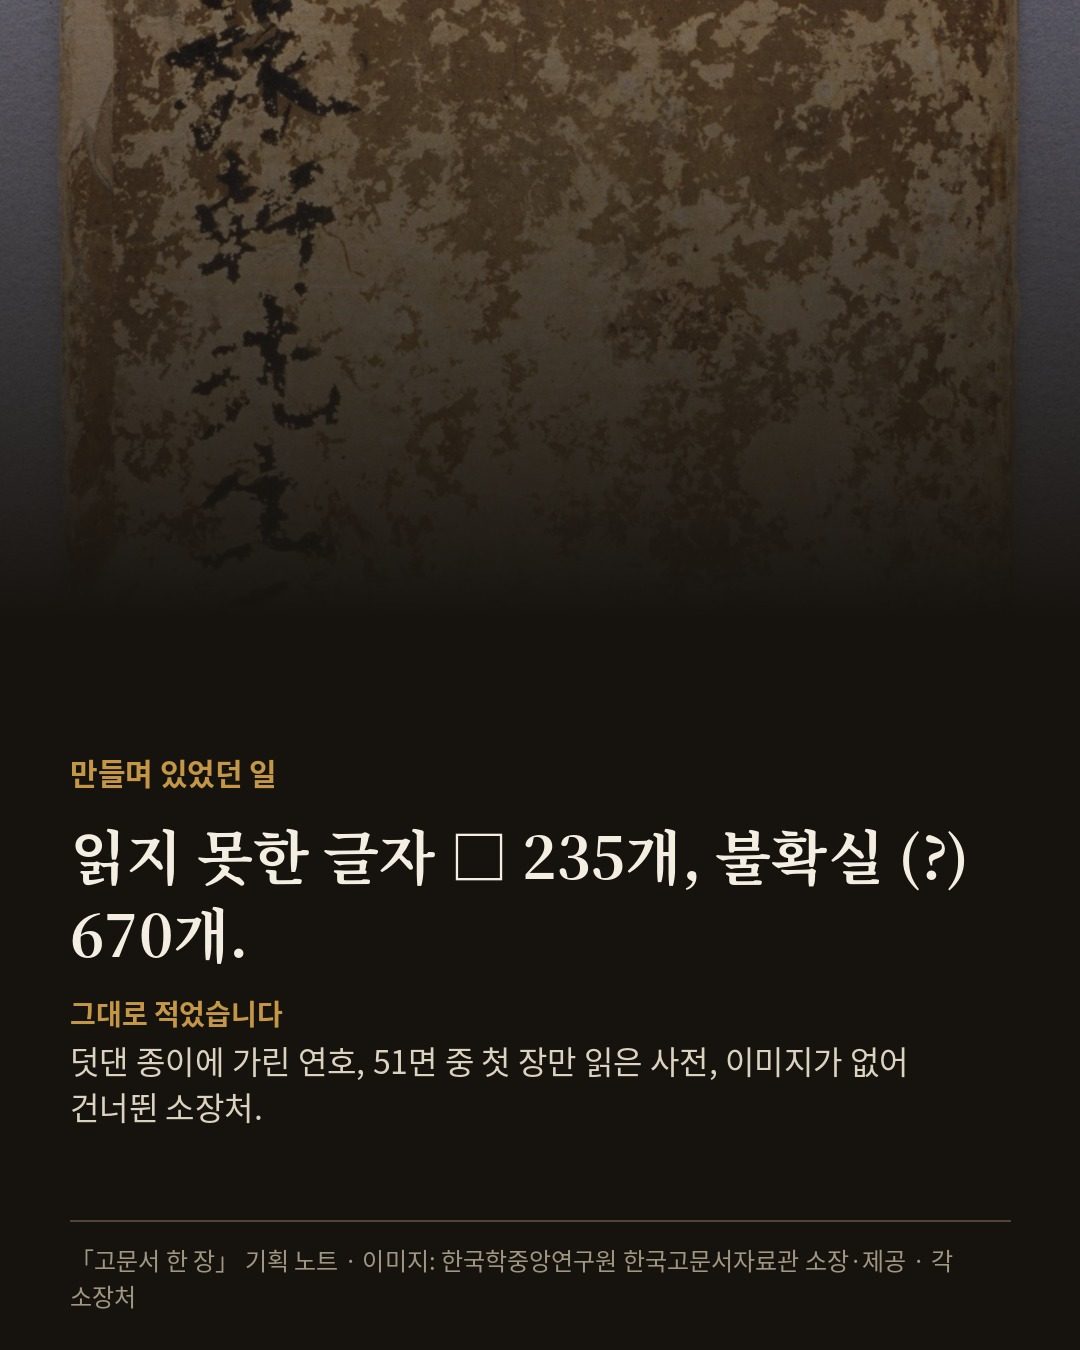 軒先生
만들며 있었던 일
읽지 못한 글자 □ 235개, 불확실 (?)
670개.
그대로 적었습니다
덧댄 종이에 가린 연호, 51면 중 첫 장만 읽은 사전, 이미지가 없어
건너뛴 소장처.
「고문서 한 장」 기획 노트 · 이미지: 한국학중앙연구원 한국고문서자료관 소장·제공 · 각
소장처